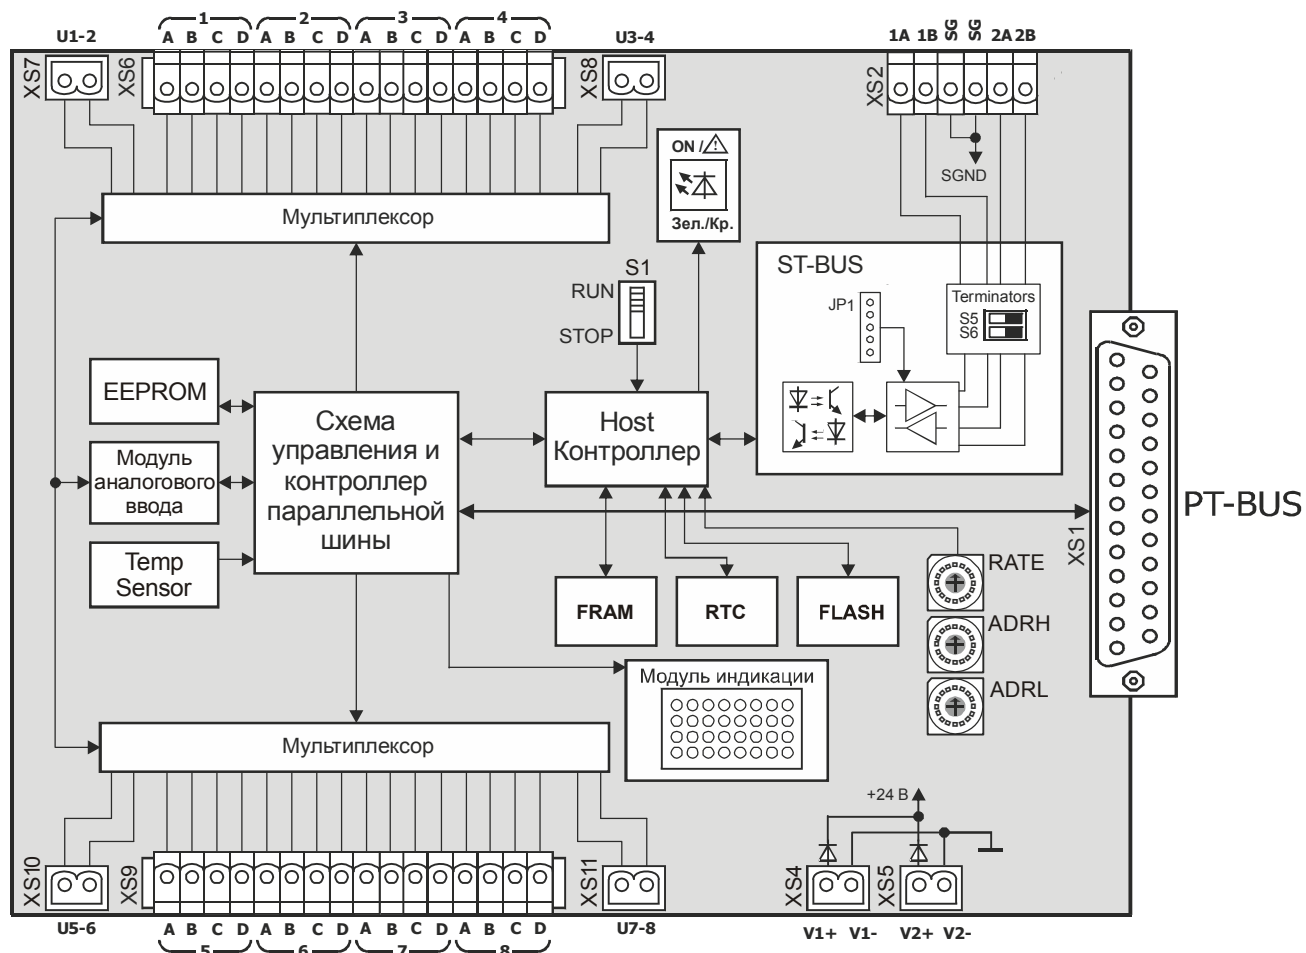 1 2 3 4
U1-2 A B C D A B C D A B C D A B C D U3-4
1A 1B SG SG 2A 2B
XS7 XS6 XS8 XS2
ON /
Зел./Кр.
SGND
Мультиплексор
S1
RUN
STOP
ST-BUS
JP1
Terminators
S5
S6
EEPROM
Модуль
аналогового
ввода
Temp
Sensor
Схема
управления и
контроллер
параллельной
шины
Host
Контроллер
PT-BUS
XS1
FRAM
RTC
FLASH
RATE
ADRH
ADRL
Модуль индикации
Мультиплексор
+24 В
XS10 XS9 XS11 XS4 XS5
U5-6 A B C D A B C D A B C D A B C D U7-8
V1+ V1- V2+ V2-
5 6 7 8